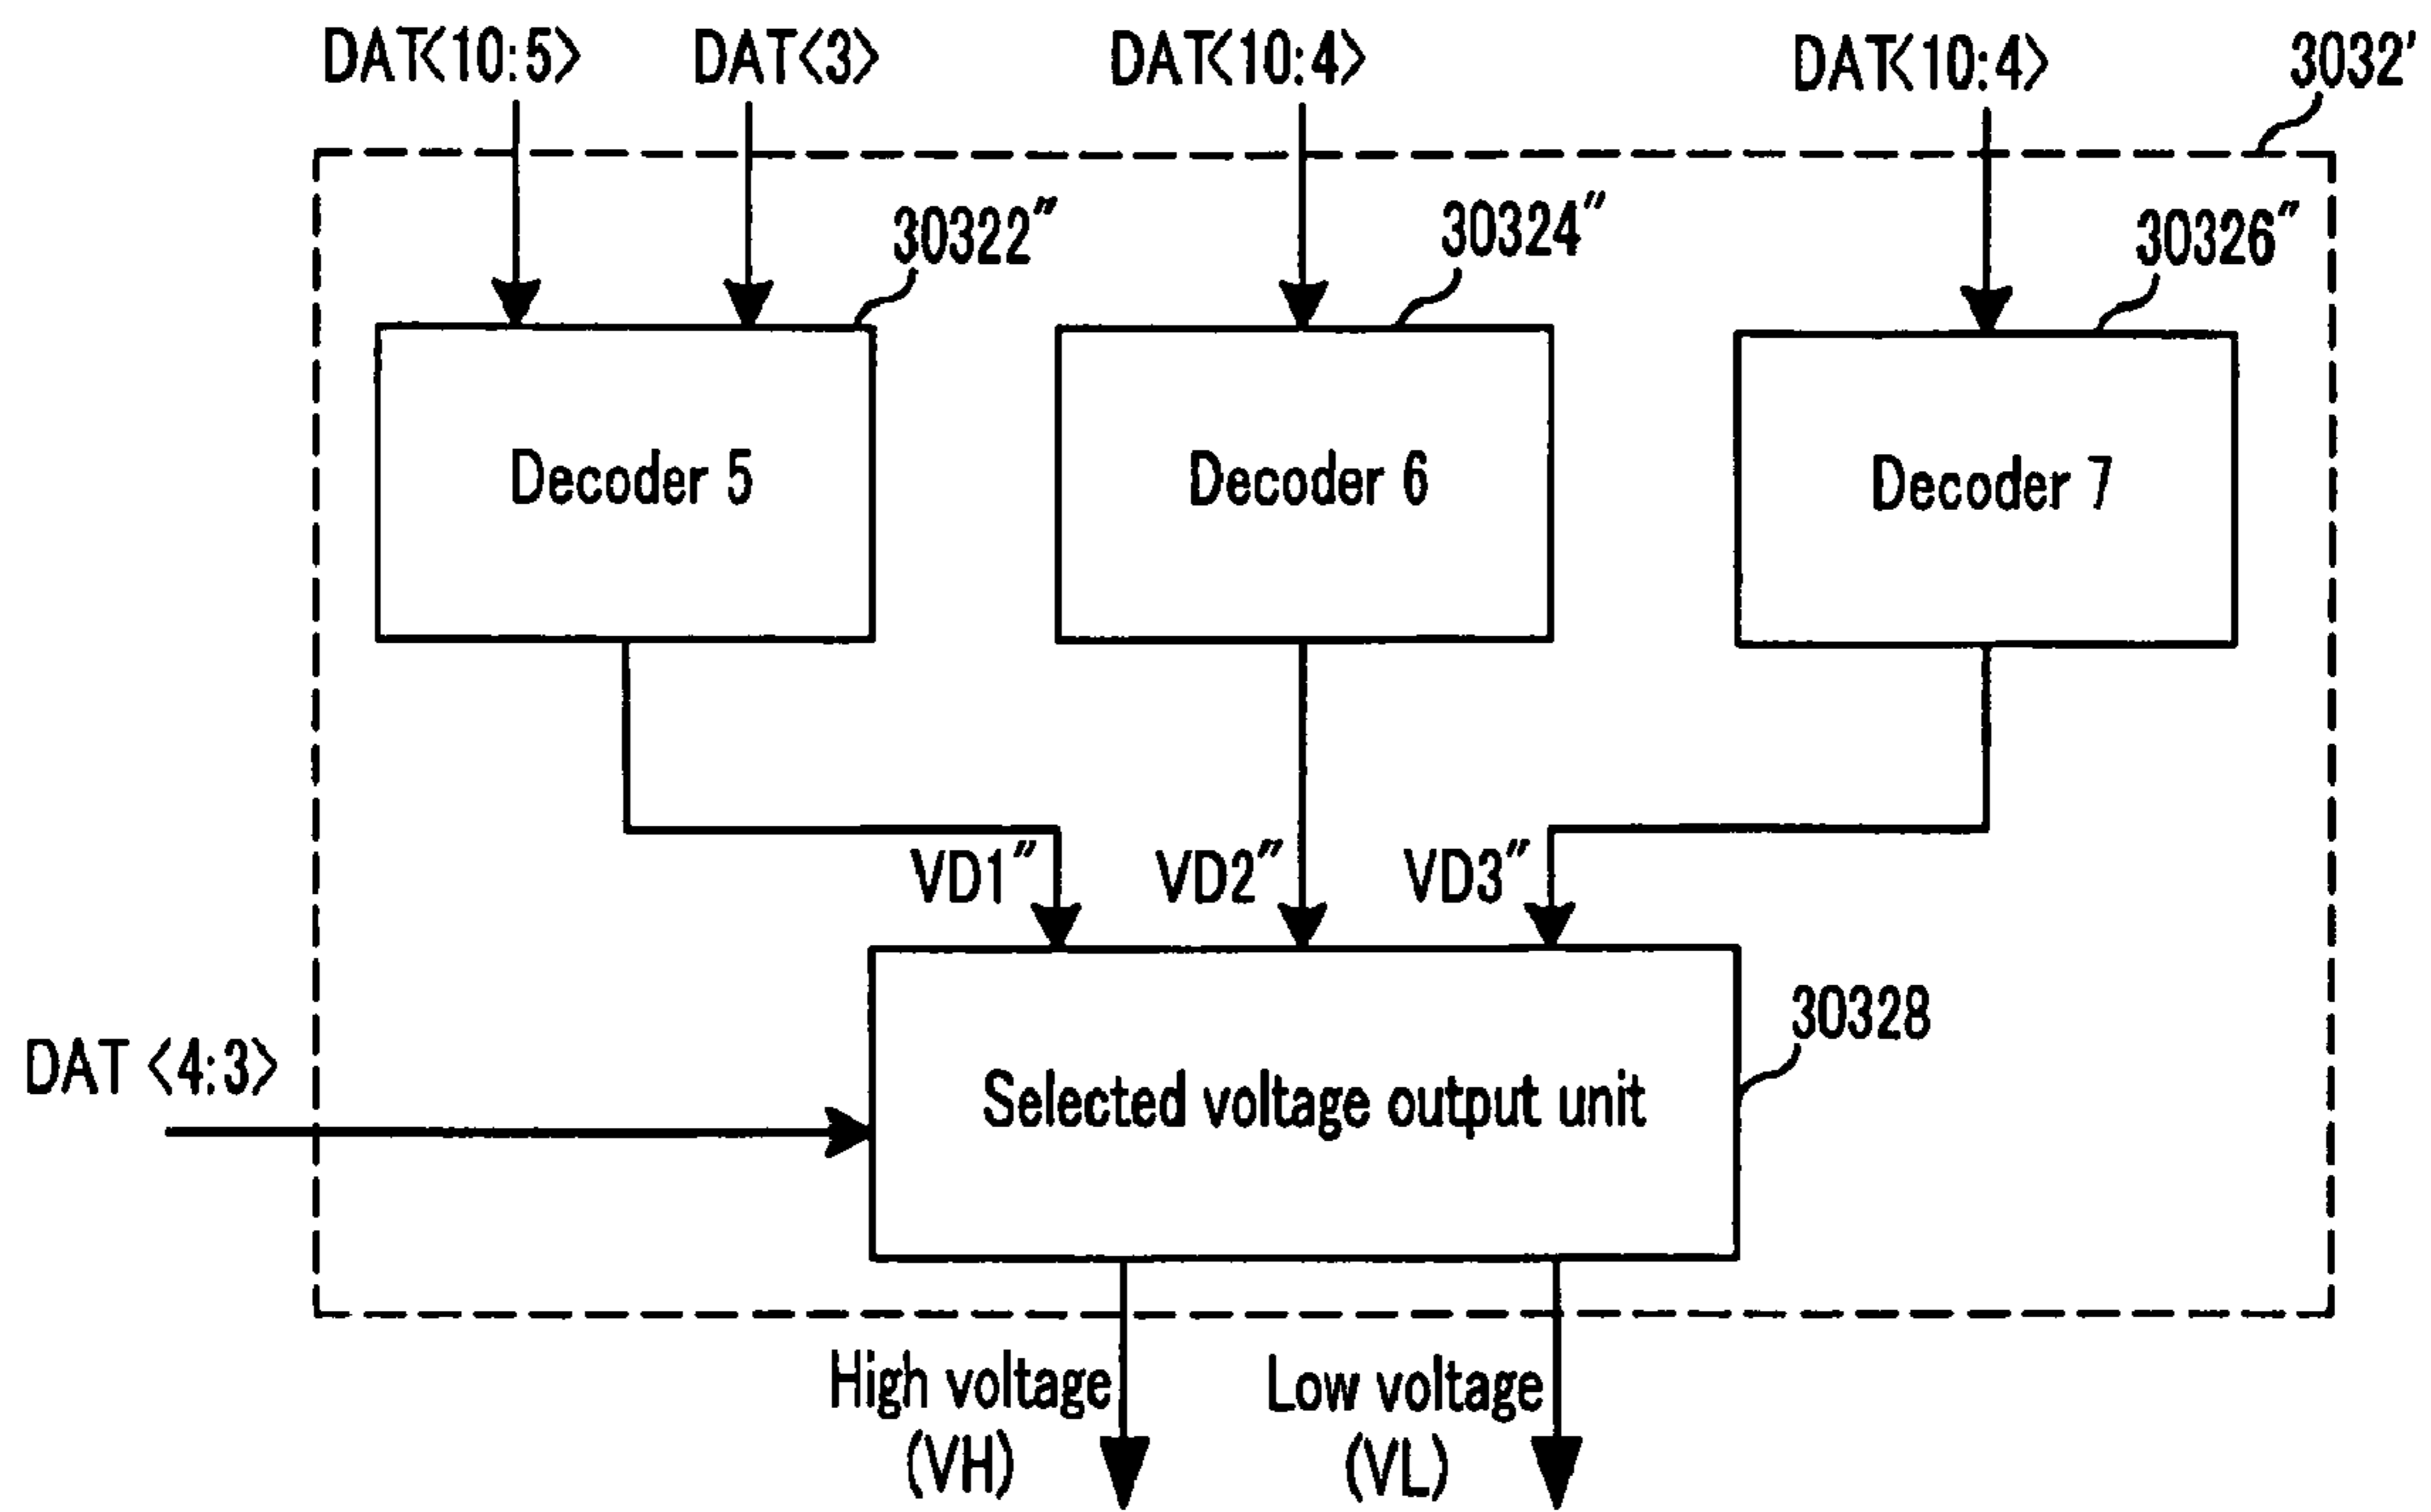 DAT<10:5>
DAT<3>
DAT<10:4>
DAT<10:4>
3032'
30322"
30324"
30326"
Decoder 5
Decoder 6
Decoder 7
VD1"
VD2"
VD3"
30328
DAT <4:3>
Selected voltage output unit
High voltage
(VH)
Low voltage
(VL)